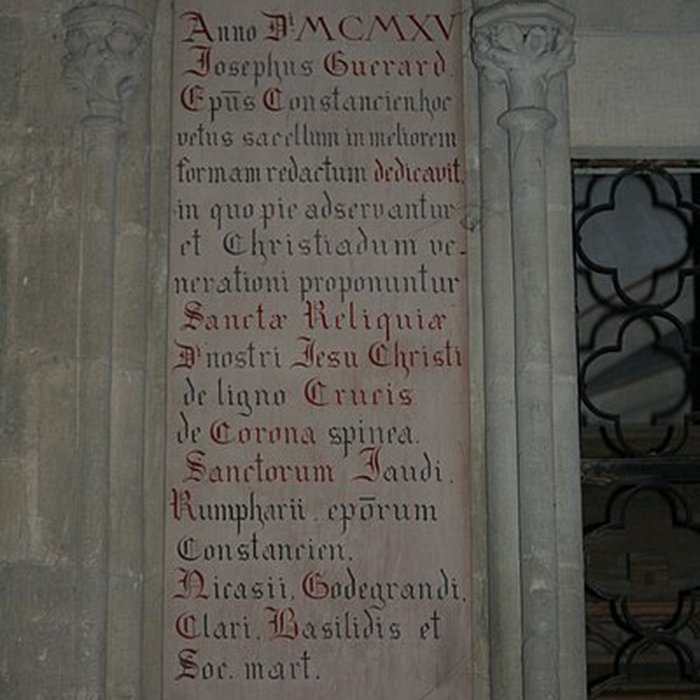 Anno Di MCMXV
Josephus Guerard
Epūs Constancien hoc
vetus sacellum in meliorem
formam redactum dedicavit,
in quo pie adservantur
et Christiadum ve-
nerationi proponuntur
Sanctæ Reliquiæ
Di nostri Jesu Christi
de ligno Crucis
de Corona spinea.
Sanctorum Laudi,
Rumpharii, epōrum
Constancien,
Nicasii, Godegrandi,
Clari, Basilidis et
Soc. mart.